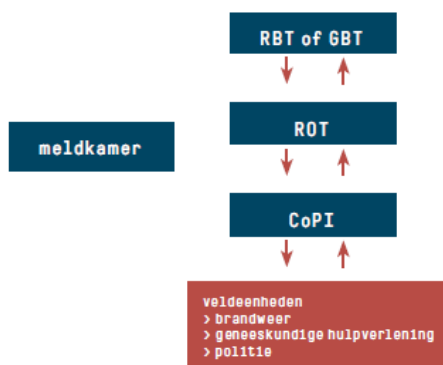 RBT of GBT
ROT
meldkamer
CoPI
veldeenheden
> brandweer
> geneeskundige hulpverlening
> politie